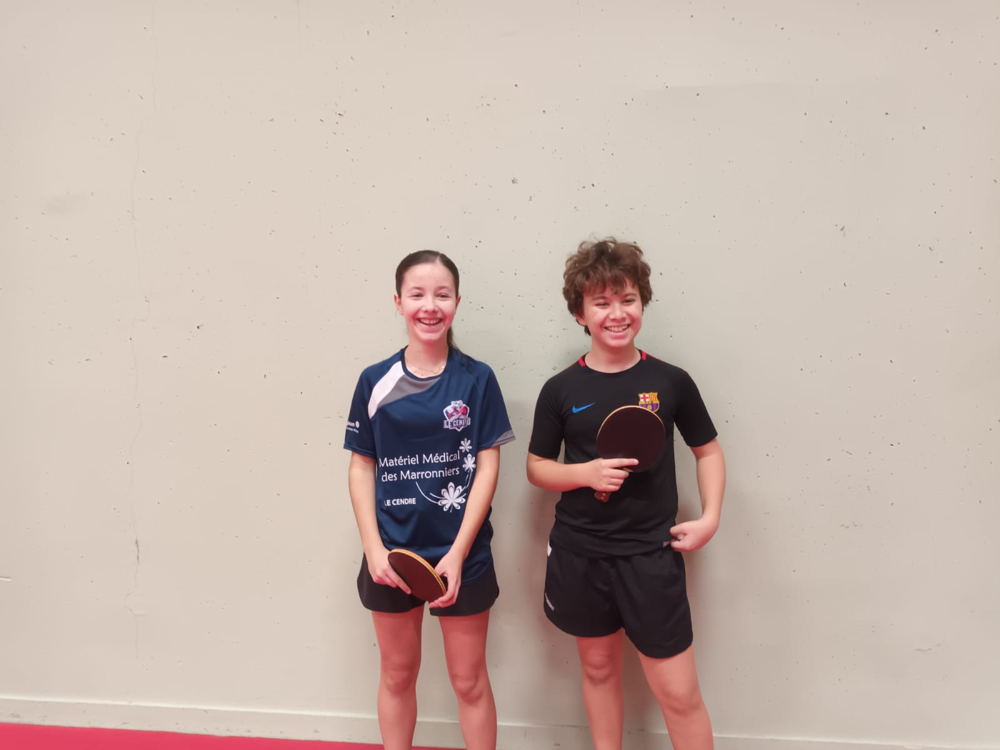 LE CENDRE
Matériel Médical
des Marronniers
LE CENDRE